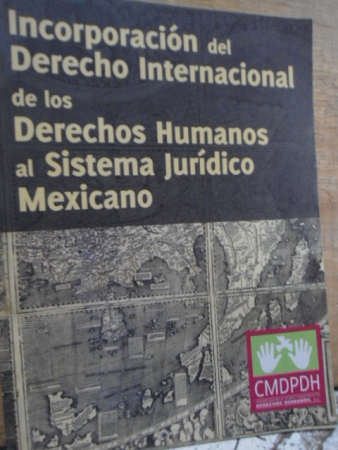 Incorporación del
Derecho Internacional
de los
Derechos Humanos
al Sistema Jurídico
Mexicano
CMDPDH
DERECHOS HUMANOS, A.C.